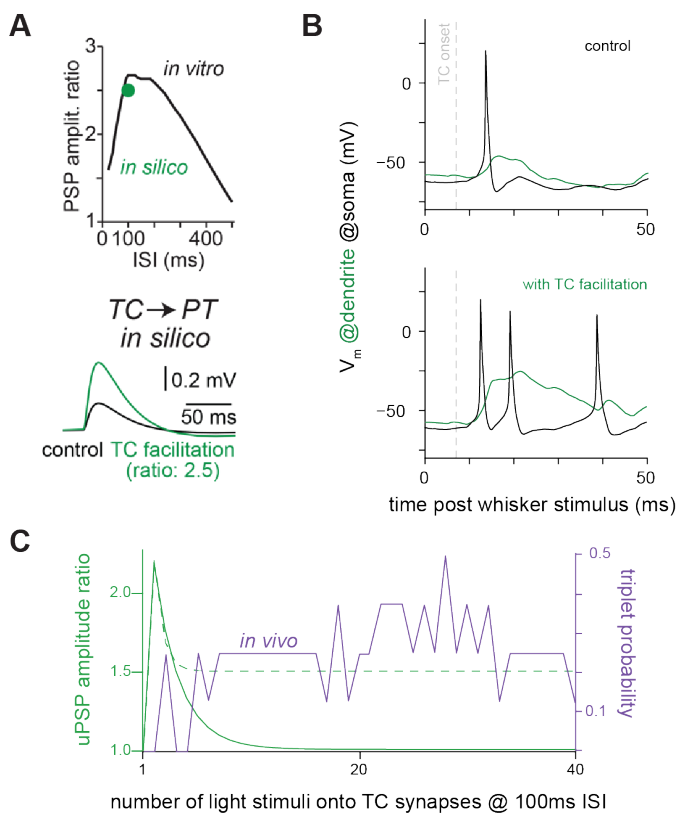 A
3
2
1
PSP amplit. ratio
in vitro
in silico
0 100 400
ISI (ms)
TC→PT
in silico
0.2 mV
50 ms
control TC facilitation
(ratio: 2.5)
B
TC onset
control
0
−50
0 50
with TC facilitation
0
−50
0 50
Vm @dendrite @soma (mV)
time post whisker stimulus (ms)
C
uPSP amplitude ratio
2.0
1.5
1.0
in vivo
0.5
0.1
triplet probability
1 20 40
number of light stimuli onto TC synapses @ 100ms ISI